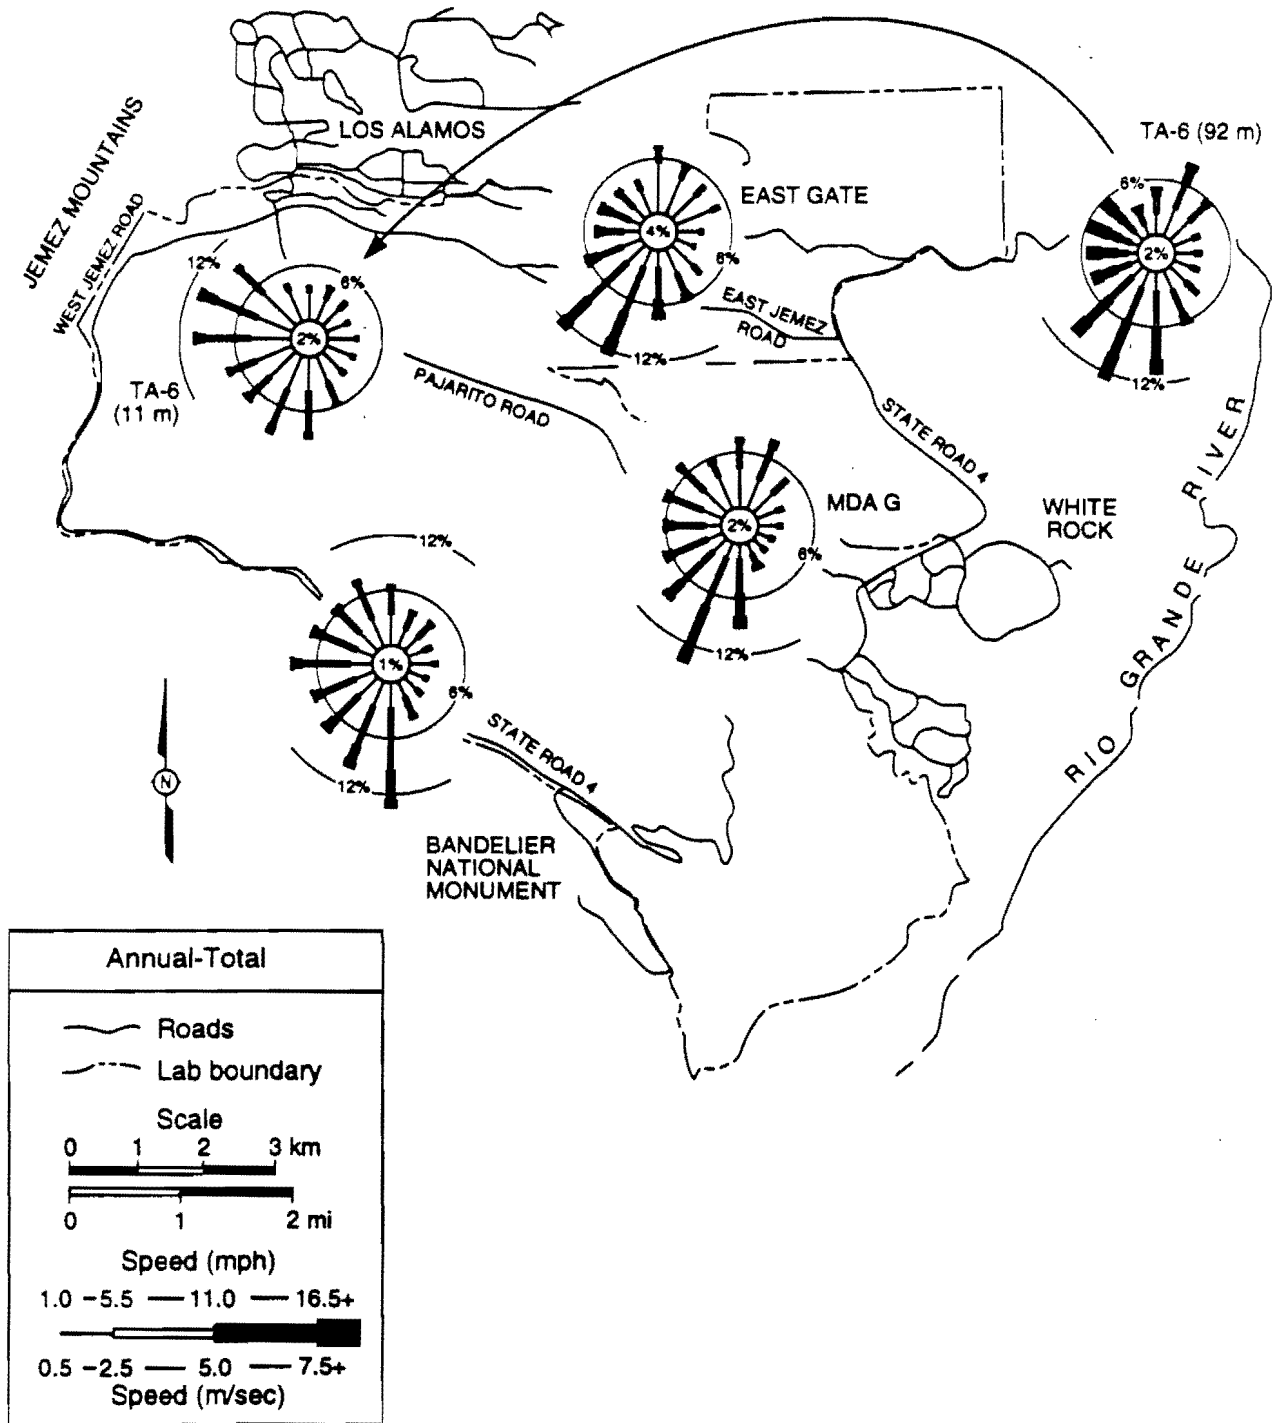 LOS ALAMOS
JEMEZ MOUNTAINS
WEST JEMEZ ROAD
TA-6 (92 m)
6%
2%
12%
EAST GATE
4%
6%
12%
EAST JEMEZ
ROAD
12%
6%
2%
TA-6
(11 m)
PAJARITO ROAD
STATE ROAD 4
MDA G
2%
6%
12%
WHITE
ROCK
RIO GRANDE RIVER
12%
1%
6%
12%
STATE ROAD 4
N
BANDELIER
NATIONAL
MONUMENT
Annual-Total
Roads
Lab boundary
Scale
0 1 2 3 km
0 1 2 mi
Speed (mph)
1.0 – 5.5 — 11.0 — 16.5+
0.5 – 2.5 — 5.0 — 7.5+
Speed (m/sec)